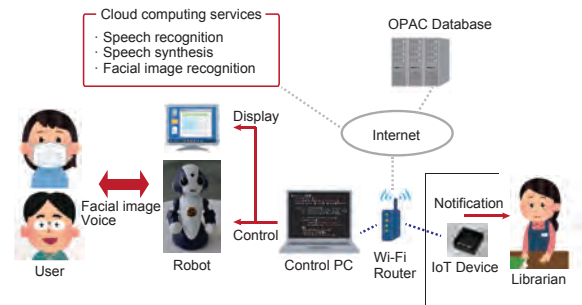 Cloud computing services
· Speech recognition
· Speech synthesis
· Facial image recognition
OPAC Database
Display
Internet
Facial image
Voice
Notification
Control
User
Robot
Control PC
Wi-Fi
Router
IoT Device
Librarian